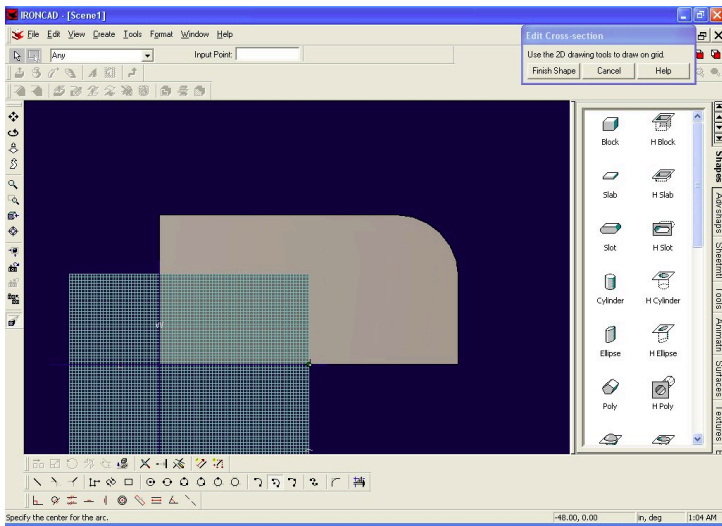 IRONCAD - [Scene1]
File Edit View Create Tools Format Window Help
Edit Cross-section
Use the 2D drawing tools to draw on grid.
Finish Shape Cancel Help
Any Input Point:
Block H Block
Slab H Slab
Slot H Slot
Cylinder H Cylinder
Ellipse H Ellipse
Poly H Poly
Shapes
Advshaps
Sheetmtl
Tools
Animatn
Surfaces
Textures
W
Specify the center for the arc. -48.00, 0.00 in, deg 1:04 AM